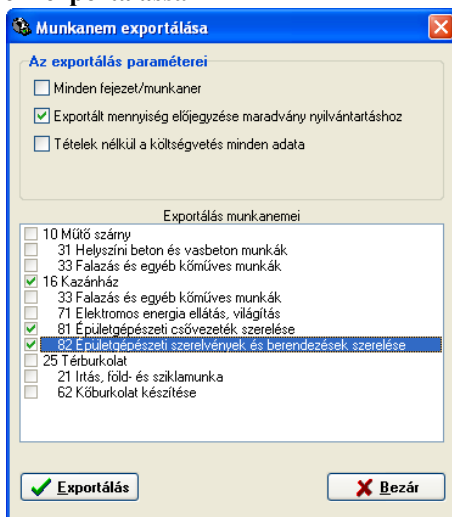 Munkanem exportálása
Az exportálás paraméterei
Minden fejezet/munkaner
Exportált mennyiség előjegyzése maradvány nyilvántartáshoz
Tételek nélkül a költségvetés minden adata
Exportálás munkanemei
10 Műtő szárny
31 Helyszíni beton és vasbeton munkák
33 Falazás és egyéb kőműves munkák
16 Kazánház
33 Falazás és egyéb kőműves munkák
71 Elektromos energia ellátás, világítás
81 Épületgépészeti csővezeték szerelése
82 Épületgépészeti szerelvények és berendezések szerelése
25 Térburkolat
21 Irtás, föld- és sziklamunka
62 Kőburkolat készítése
Exportálás
Bezár